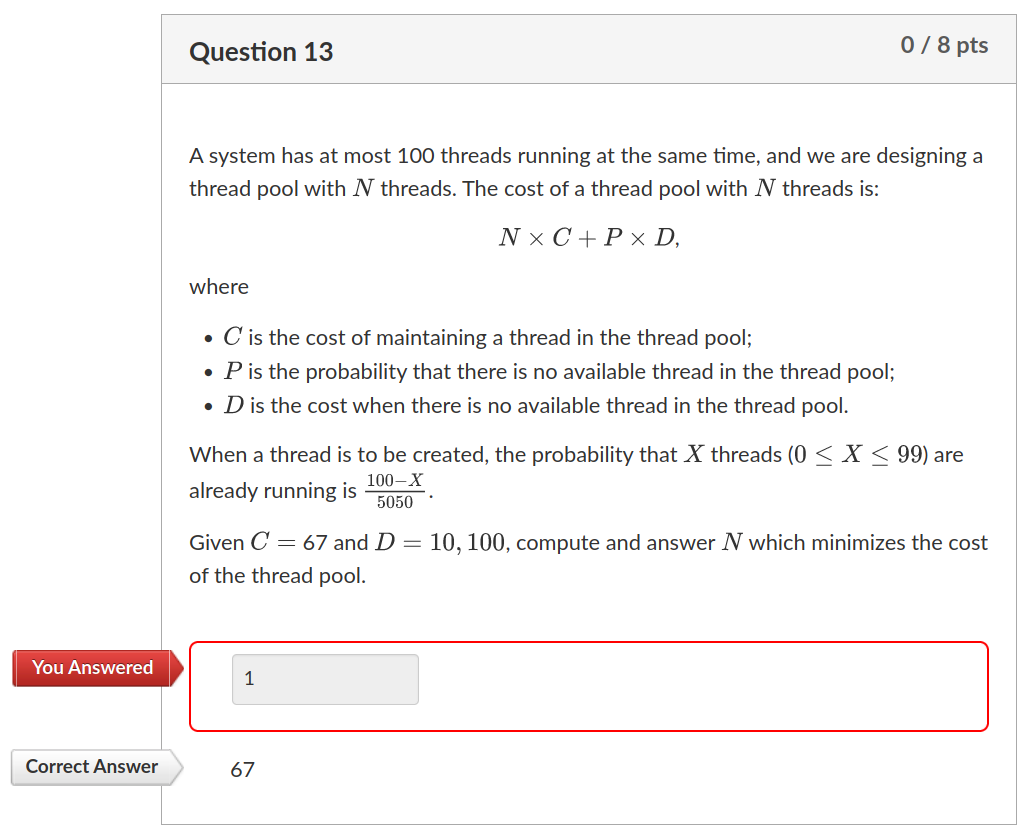 Question 13
0 / 8 pts
A system has at most 100 threads running at the same time, and we are designing a
thread pool with N threads. The cost of a thread pool with N threads is:
N × C + P × D,
where
• C is the cost of maintaining a thread in the thread pool;
• P is the probability that there is no available thread in the thread pool;
• D is the cost when there is no available thread in the thread pool.
When a thread is to be created, the probability that X threads (0 ≤ X ≤ 99) are
already running is \frac{100−X}{5050}.
Given C = 67 and D = 10, 100, compute and answer N which minimizes the cost
of the thread pool.
You Answered
1
Correct Answer
67